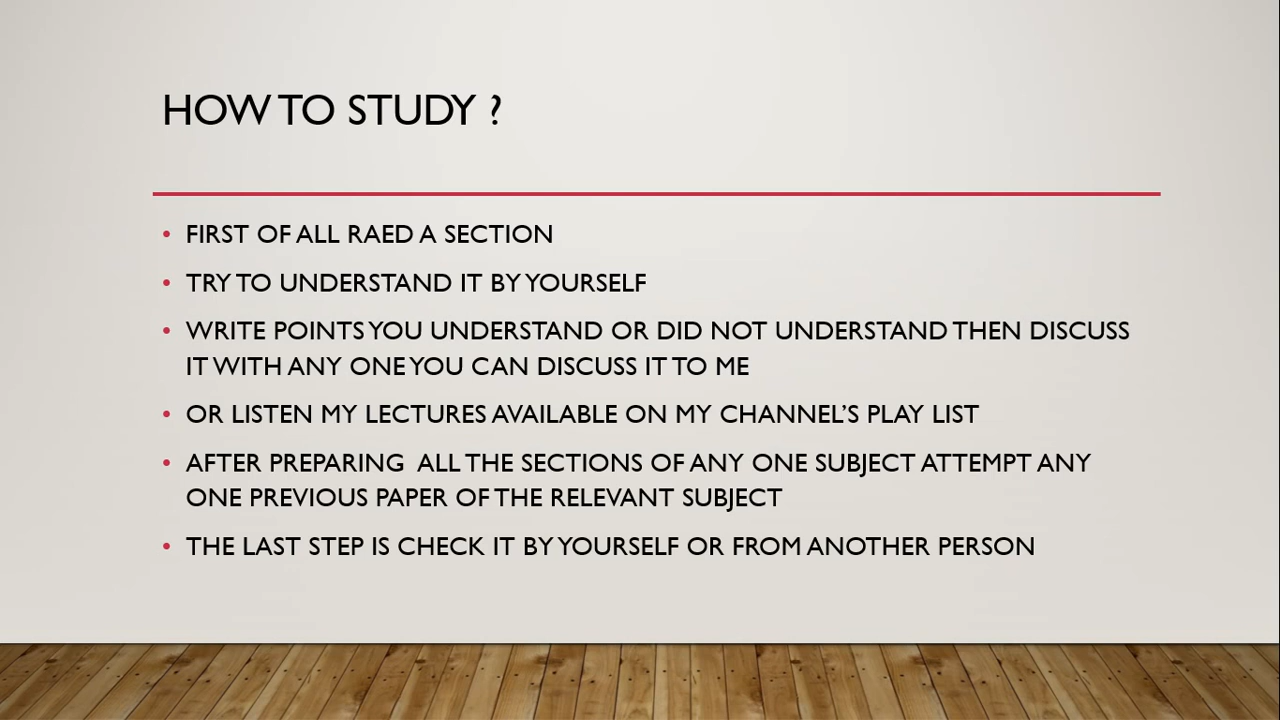 HOW TO STUDY ?
• FIRST OF ALL RAED A SECTION
• TRY TO UNDERSTAND IT BY YOURSELF
• WRITE POINTS YOU UNDERSTAND OR DID NOT UNDERSTAND THEN DISCUSS
IT WITH ANY ONE YOU CAN DISCUSS IT TO ME
• OR LISTEN MY LECTURES AVAILABLE ON MY CHANNEL’S PLAY LIST
• AFTER PREPARING  ALL THE SECTIONS OF ANY ONE SUBJECT ATTEMPT ANY
ONE PREVIOUS PAPER OF THE RELEVANT SUBJECT
• THE LAST STEP IS CHECK IT BY YOURSELF OR FROM ANOTHER PERSON